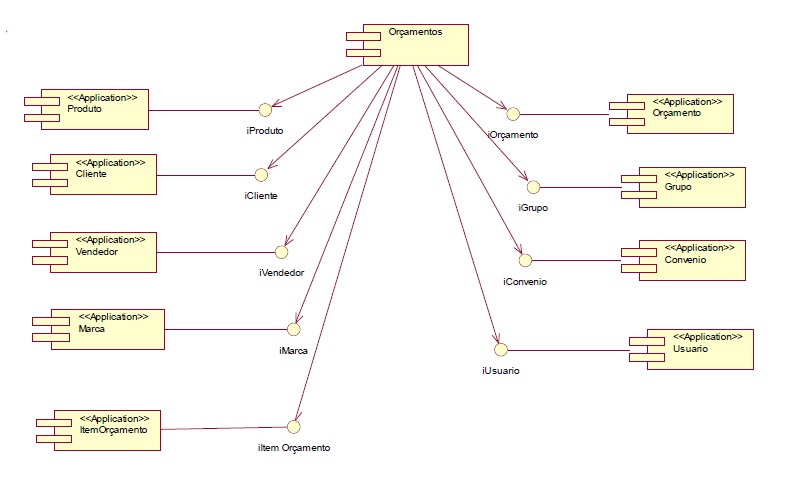 Orçamentos
<<Application>>
Produto
iProduto
<<Application>>
Orçamento
iOrçamento
<<Application>>
Cliente
iCliente
<<Application>>
Grupo
iGrupo
<<Application>>
Vendedor
iVendedor
<<Application>>
Convenio
iConvenio
<<Application>>
Marca
iMarca
<<Application>>
Usuario
iUsuario
<<Application>>
ItemOrçamento
iItem Orçamento